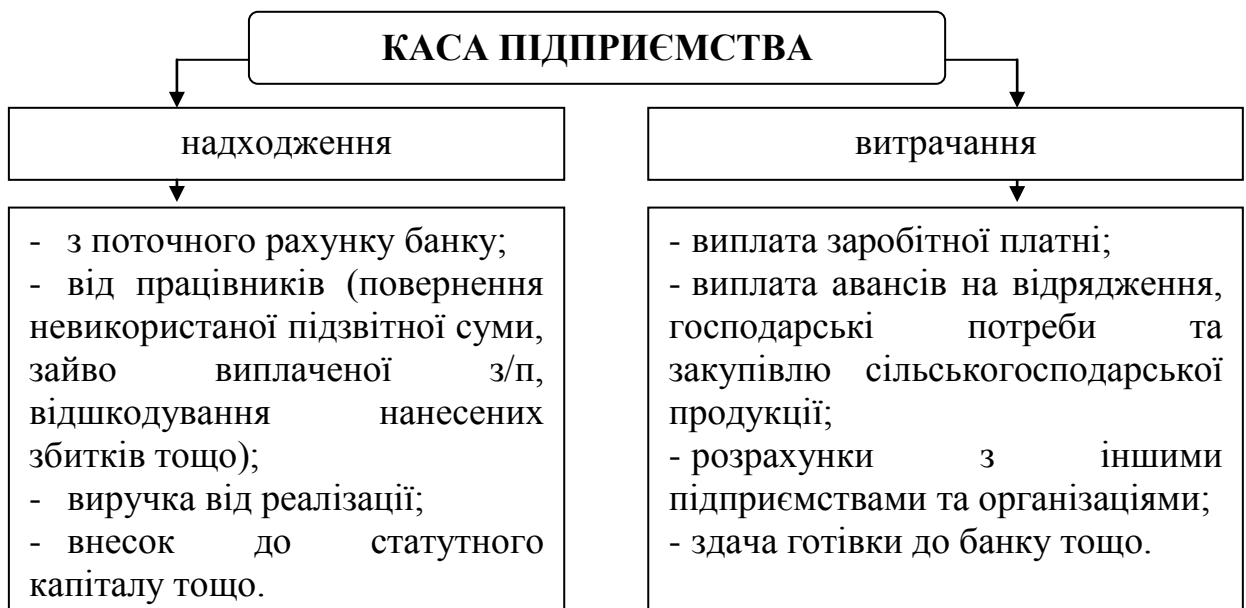 КАСА ПІДПРИЄМСТВА
надходження
- з поточного рахунку банку;
- від працівників (повернення
невикористаної підзвітної суми,
зайво виплаченої з/п,
відшкодування нанесених
збитків тощо);
- виручка від реалізації;
- внесок до статутного
капіталу тощо.
витрачання
- виплата заробітної платні;
- виплата авансів на відрядження,
господарські потреби та
закупівлю сільськогосподарської
продукції;
- розрахунки з іншими
підприємствами та організаціями;
- здача готівки до банку тощо.